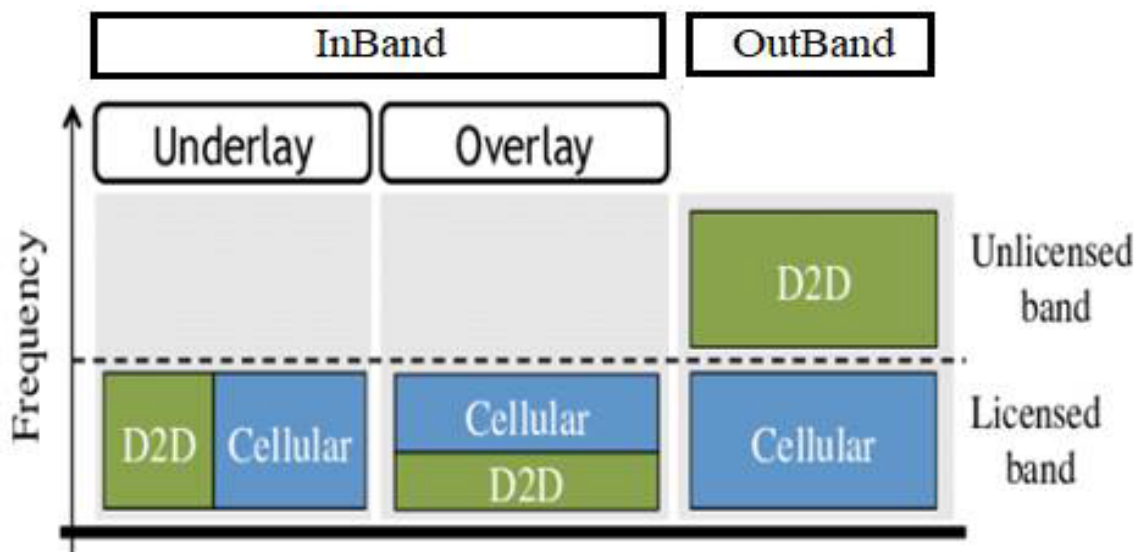 InBand
OutBand
Underlay
Overlay
Frequency
D2D
Unlicensed
band
D2D
Cellular
Cellular
D2D
Cellular
Licensed
band